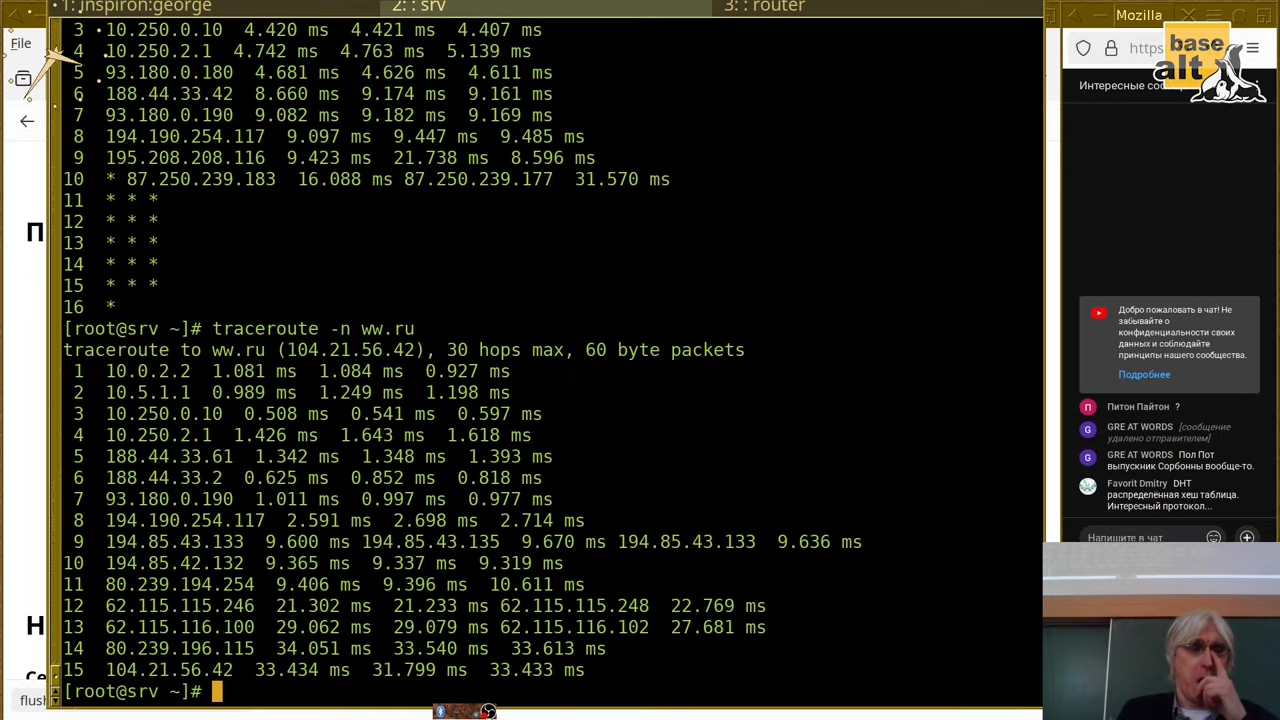 1: inspiron:george
2: : srv
3: : router
Mozilla
File
https
base
alt
Интересные сооб
3 10.250.0.10 4.420 ms 4.421 ms 4.407 ms
4 10.250.2.1 4.742 ms 4.763 ms 5.139 ms
5 93.180.0.180 4.681 ms 4.626 ms 4.611 ms
6 188.44.33.42 8.660 ms 9.174 ms 9.161 ms
7 93.180.0.190 9.082 ms 9.182 ms 9.169 ms
8 194.190.254.117 9.097 ms 9.447 ms 9.485 ms
9 195.208.208.116 9.423 ms 21.738 ms 8.596 ms
10 * 87.250.239.183 16.088 ms 87.250.239.177 31.570 ms
11 * * *
12 * * *
13 * * *
14 * * *
15 * * *
16 *
[root@srv ~]# traceroute -n ww.ru
traceroute to ww.ru (104.21.56.42), 30 hops max, 60 byte packets
1 10.0.2.2 1.081 ms 1.084 ms 0.927 ms
2 10.5.1.1 0.989 ms 1.249 ms 1.198 ms
3 10.250.0.10 0.508 ms 0.541 ms 0.597 ms
4 10.250.2.1 1.426 ms 1.643 ms 1.618 ms
5 188.44.33.61 1.342 ms 1.348 ms 1.393 ms
6 188.44.33.2 0.625 ms 0.852 ms 0.818 ms
7 93.180.0.190 1.011 ms 0.997 ms 0.977 ms
8 194.190.254.117 2.591 ms 2.698 ms 2.714 ms
9 194.85.43.133 9.600 ms 194.85.43.135 9.670 ms 194.85.43.133 9.636 ms
10 194.85.42.132 9.365 ms 9.337 ms 9.319 ms
11 80.239.194.254 9.406 ms 9.396 ms 10.611 ms
12 62.115.115.246 21.302 ms 21.233 ms 62.115.115.248 22.769 ms
13 62.115.116.100 29.062 ms 29.079 ms 62.115.116.102 27.681 ms
14 80.239.196.115 34.051 ms 33.540 ms 33.613 ms
15 104.21.56.42 33.434 ms 31.799 ms 33.433 ms
[root@srv ~]#
П
Н
Се
flush
Добро пожаловать в чат! Не
забывайте о
конфиденциальности своих
данных и соблюдайте
принципы нашего сообщества.
Подробнее
П Питон Пайтон ?
G GRE AT WORDS [сообщение
удалено отправителем]
G GRE AT WORDS Пол Пот
выпускник Сорбонны вообще-то.
Favorit Dmitry DHT
распределённая хеш таблица.
Интересный протокол...
Напишите в чат